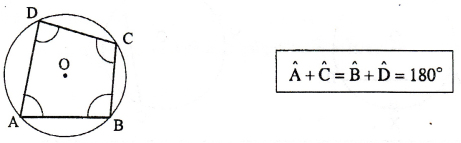 D
C
O
A
B
Â + Ĉ = B̂ + D̂ = 180°